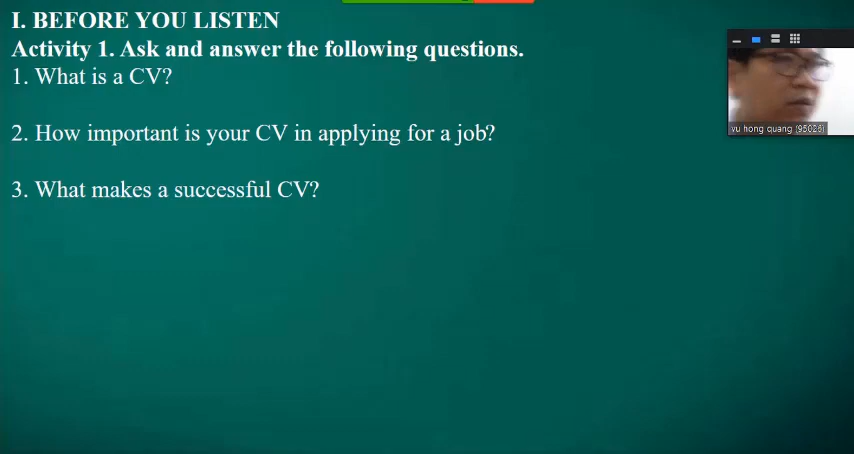 I. BEFORE YOU LISTEN
Activity 1. Ask and answer the following questions.
1. What is a CV?
2. How important is your CV in applying for a job?
3. What makes a successful CV?
vu hong quang (95026)